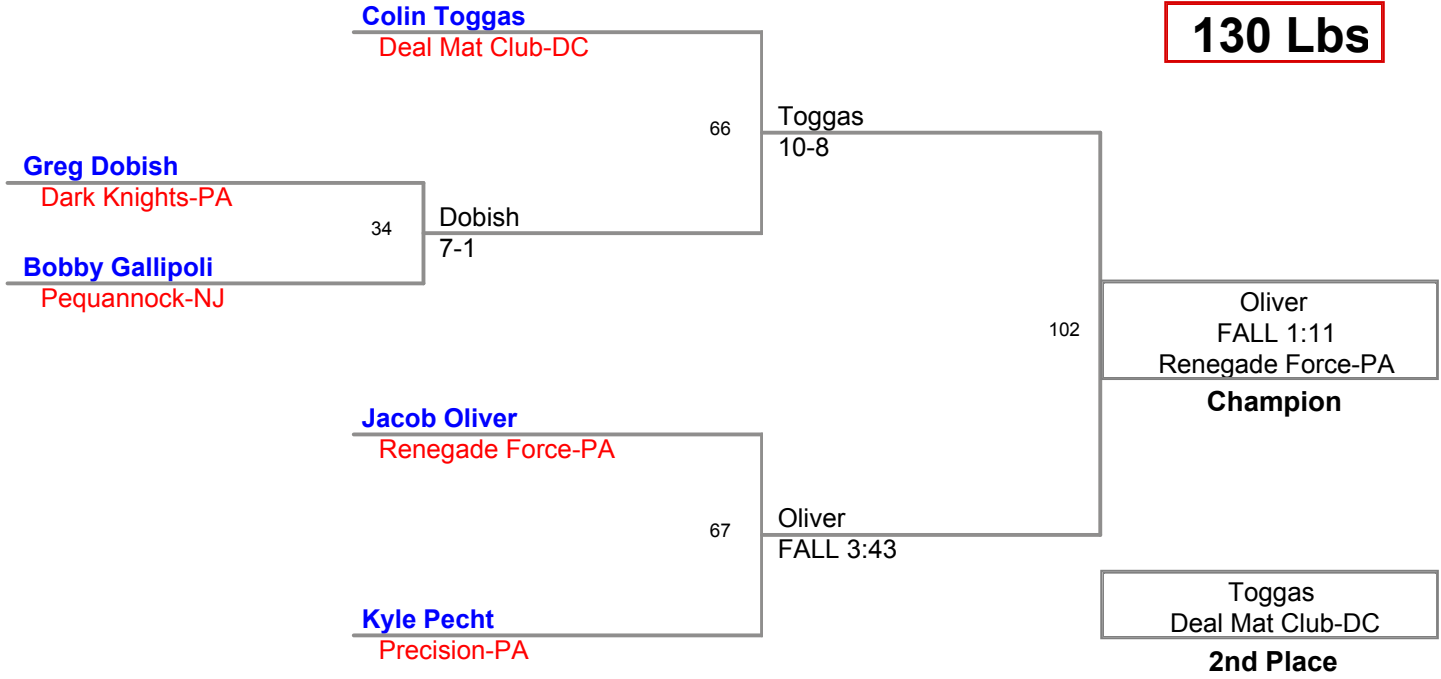 Colin Toggas
Deal Mat Club-DC
130 Lbs
66
Toggas
10-8
Greg Dobish
Dark Knights-PA
34
Dobish
7-1
Bobby Gallipoli
Pequannock-NJ
102
Oliver
FALL 1:11
Renegade Force-PA
Champion
Jacob Oliver
Renegade Force-PA
67
Oliver
FALL 3:43
Kyle Pecht
Precision-PA
Toggas
Deal Mat Club-DC
2nd Place